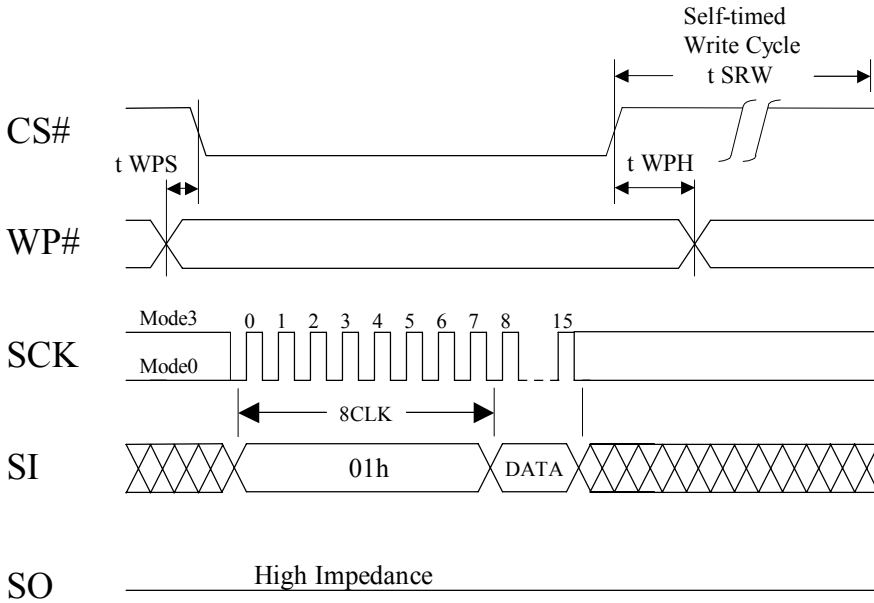 Self-timed
Write Cycle
t SRW
CS#
t WPS
t WPH
WP#
Mode3
0 1 2 3 4 5 6 7 8 15
SCK
Mode0
8CLK
SI
01h
DATA
SO
High Impedance